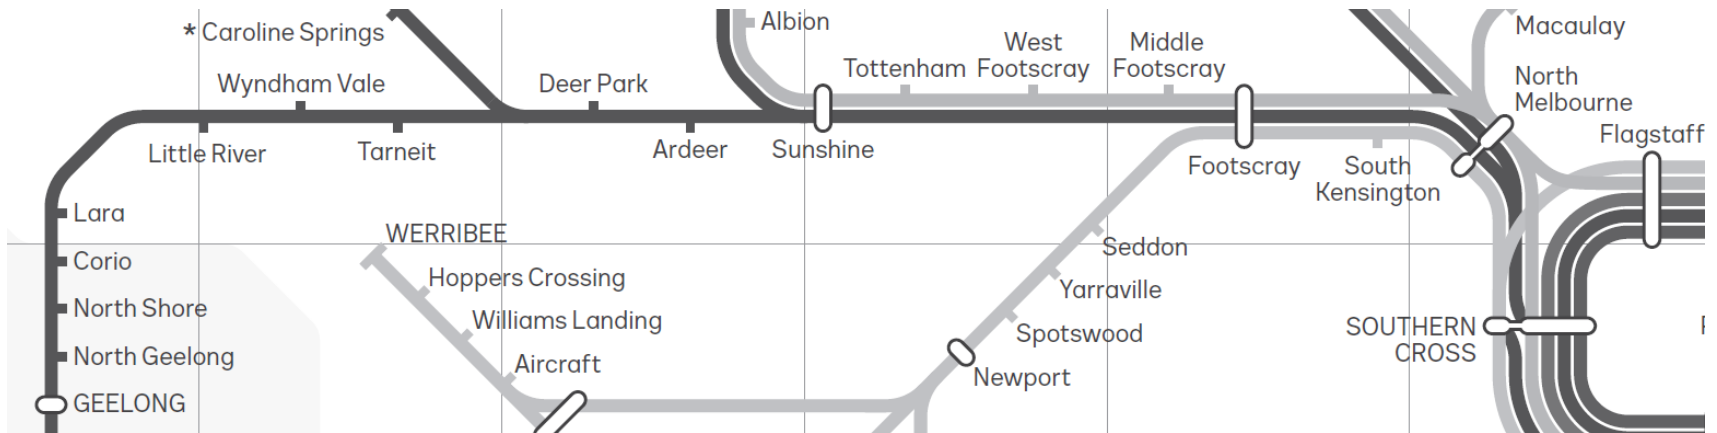 * Caroline Springs
Albion
Macaulay
Wyndham Vale
Deer Park
Tottenham
West
Footscray
Middle
Footscray
North
Melbourne
Flagstaff
Little River
Tarneit
Ardeer
Sunshine
Footscray
South
Kensington
Lara
WERRIBEE
Seddon
Corio
Hoppers Crossing
Yarraville
North Shore
Williams Landing
Spotswood
SOUTHERN
CROSS
North Geelong
Aircraft
Newport
GEELONG